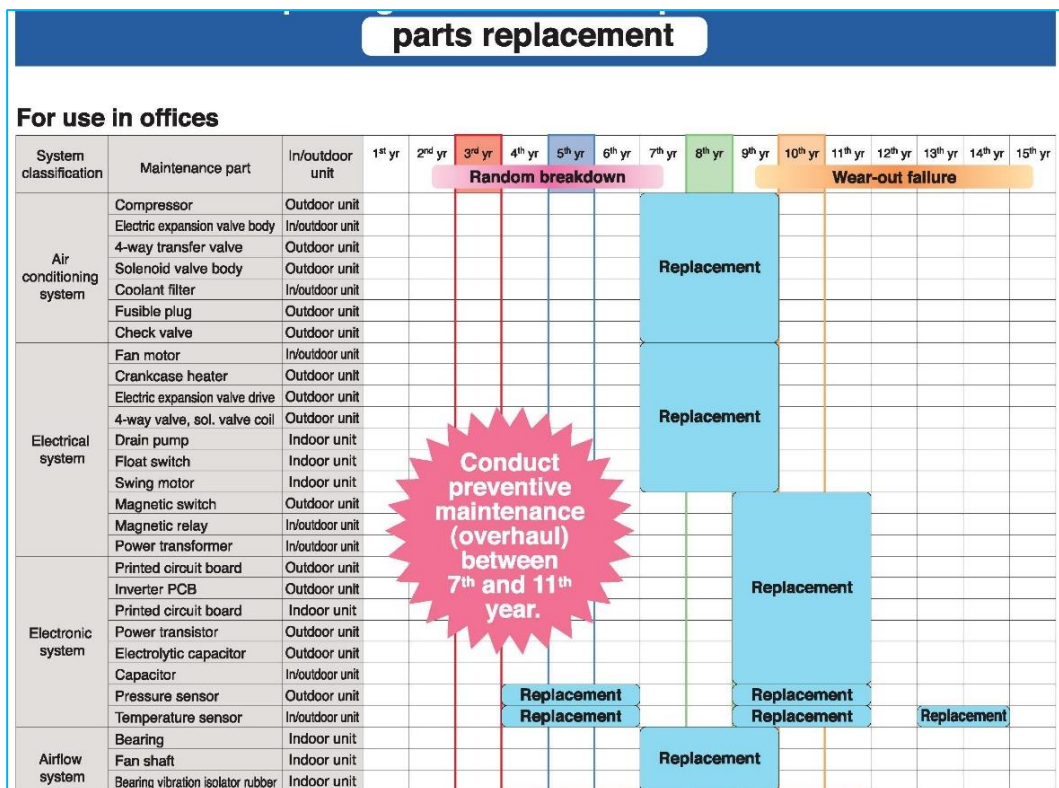 parts replacement
For use in offices
System classification Maintenance part In/outdoor unit 1st yr 2nd yr 3rd yr 4th yr 5th yr 6th yr 7th yr 8th yr 9th yr 10th yr 11th yr 12th yr 13th yr 14th yr 15th yr
Random breakdown Wear-out failure
Air conditioning system
Compressor Outdoor unit
Electric expansion valve body In/outdoor unit
4-way transfer valve Outdoor unit
Solenoid valve body Outdoor unit
Coolant filter In/outdoor unit
Fusible plug Outdoor unit
Check valve Outdoor unit
Replacement
Electrical system
Fan motor In/outdoor unit
Crankcase heater Outdoor unit
Electric expansion valve drive Outdoor unit
4-way valve, sol. valve coil Outdoor unit
Drain pump Indoor unit
Float switch Indoor unit
Swing motor Indoor unit
Magnetic switch Outdoor unit
Magnetic relay In/outdoor unit
Power transformer In/outdoor unit
Replacement
Conduct
preventive
maintenance
(overhaul)
between
7th and 11th
year.
Electronic system
Printed circuit board Outdoor unit
Inverter PCB Outdoor unit
Printed circuit board Indoor unit
Power transistor Outdoor unit
Electrolytic capacitor Outdoor unit
Capacitor In/outdoor unit
Replacement
Pressure sensor Outdoor unit Replacement Replacement
Temperature sensor In/outdoor unit Replacement Replacement Replacement
Airflow system
Bearing Indoor unit
Fan shaft Indoor unit
Bearing vibration isolator rubber Indoor unit
Replacement